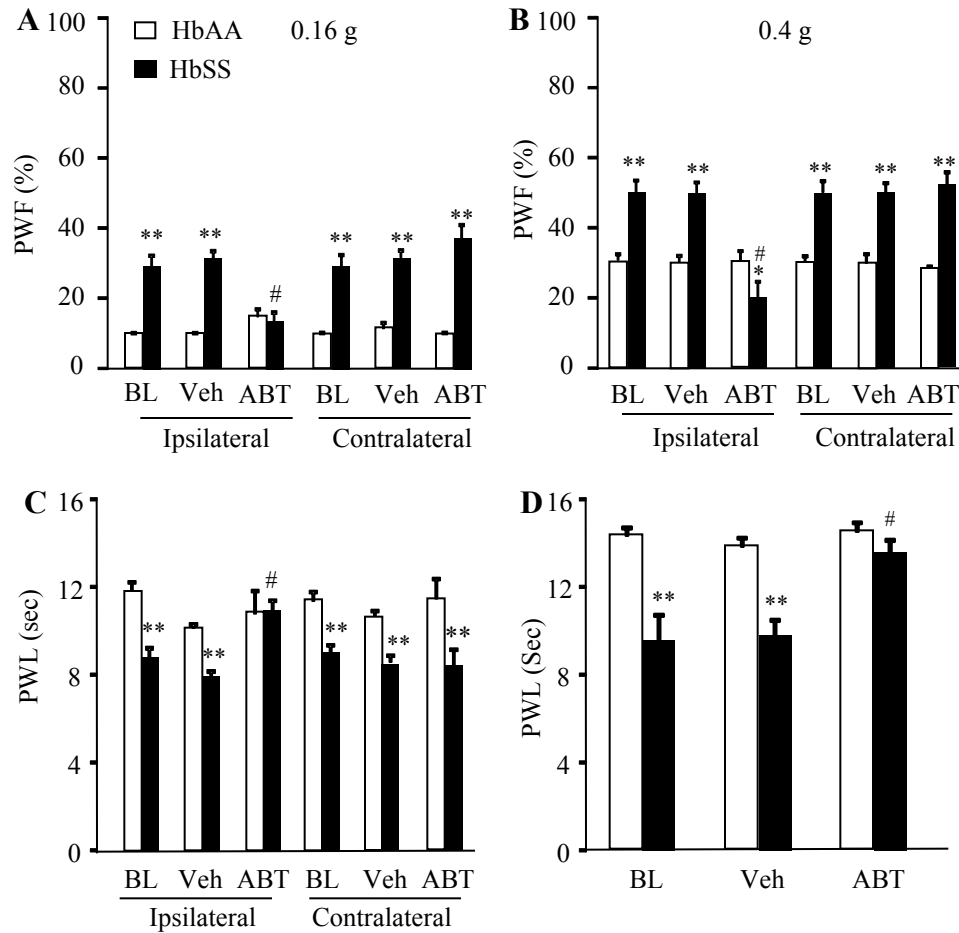 A
HbAA
0.16 g
HbSS
PWF (%)
100
80
60
40
20
0
**
**
#
**
**
**
BL Veh ABT BL Veh ABT
Ipsilateral Contralateral
B
0.4 g
PWF (%)
100
80
60
40
20
0
**
**
#
*
**
**
**
BL Veh ABT BL Veh ABT
Ipsilateral Contralateral
C
PWL (sec)
16
12
8
4
0
**
**
#
**
**
**
BL Veh ABT BL Veh ABT
Ipsilateral Contralateral
D
PWL (Sec)
16
12
8
4
0
**
**
#
BL Veh ABT